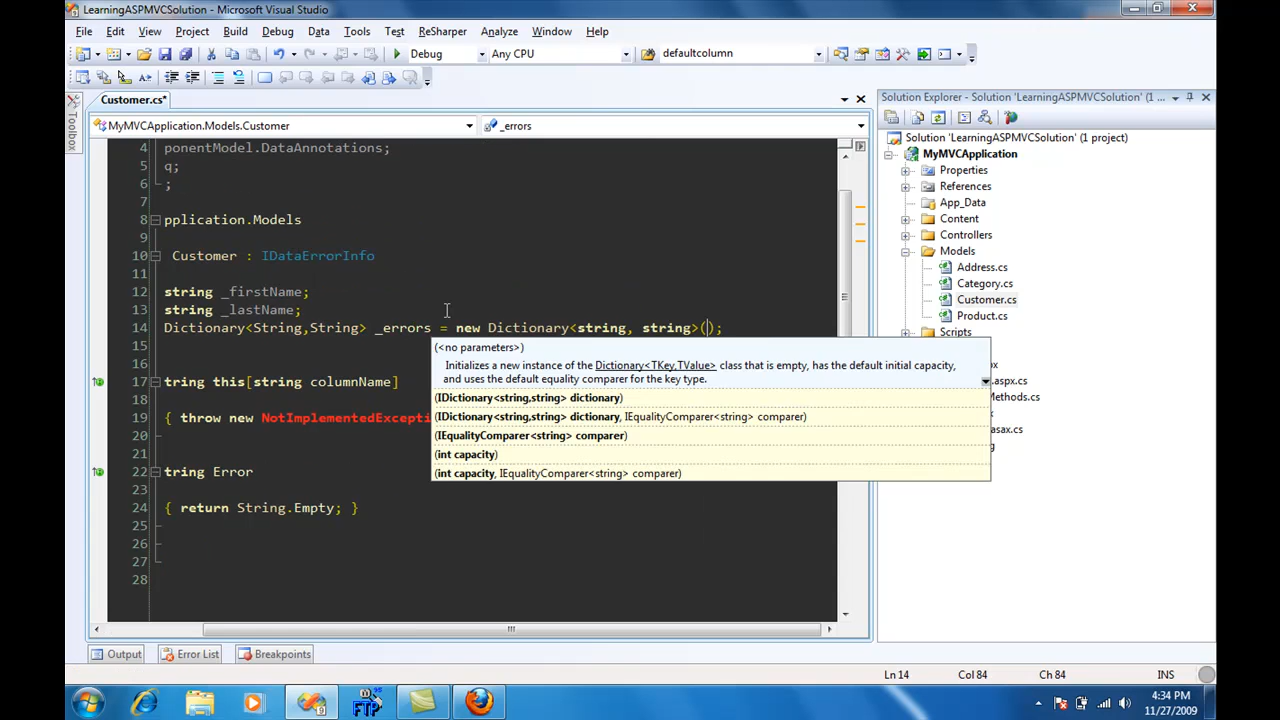 LearningASPMVCSolution - Microsoft Visual Studio
File Edit View Project Build Debug Data Tools Test ReSharper Analyze Window Help
Debug Any CPU defaultcolumn
Customer.cs*
MyMVCApplication.Models.Customer _errors
4 ponentModel.DataAnnotations;
5 q;
6 ;
7
8 pplication.Models
9
10 Customer : IDataErrorInfo
11
12 string _firstName;
13 string _lastName;
14 Dictionary<String,String> _errors = new Dictionary<string, string>();
15
16
17 tring this[string columnName]
18
19 { throw new NotImplementedExcepti
20
21
22 tring Error
23
24 { return String.Empty; }
25
26
27
28
(<no parameters>)
Initializes a new instance of the Dictionary<TKey,TValue> class that is empty, has the default initial capacity,
and uses the default equality comparer for the key type.
(IDictionary<string,string> dictionary)
(IDictionary<string,string> dictionary, IEqualityComparer<string> comparer)
(IEqualityComparer<string> comparer)
(int capacity)
(int capacity, IEqualityComparer<string> comparer)
Toolbox
Solution Explorer - Solution 'LearningASPMVCSolution' (1 ...
Solution 'LearningASPMVCSolution' (1 project)
MyMVCApplication
Properties
References
App_Data
Content
Controllers
Models
Address.cs
Category.cs
Customer.cs
Product.cs
Scripts
.aspx.cs
Methods.cs
asax.cs
Output Error List Breakpoints
Ln 14 Col 84 Ch 84 INS
FTP
4:34 PM
11/27/2009